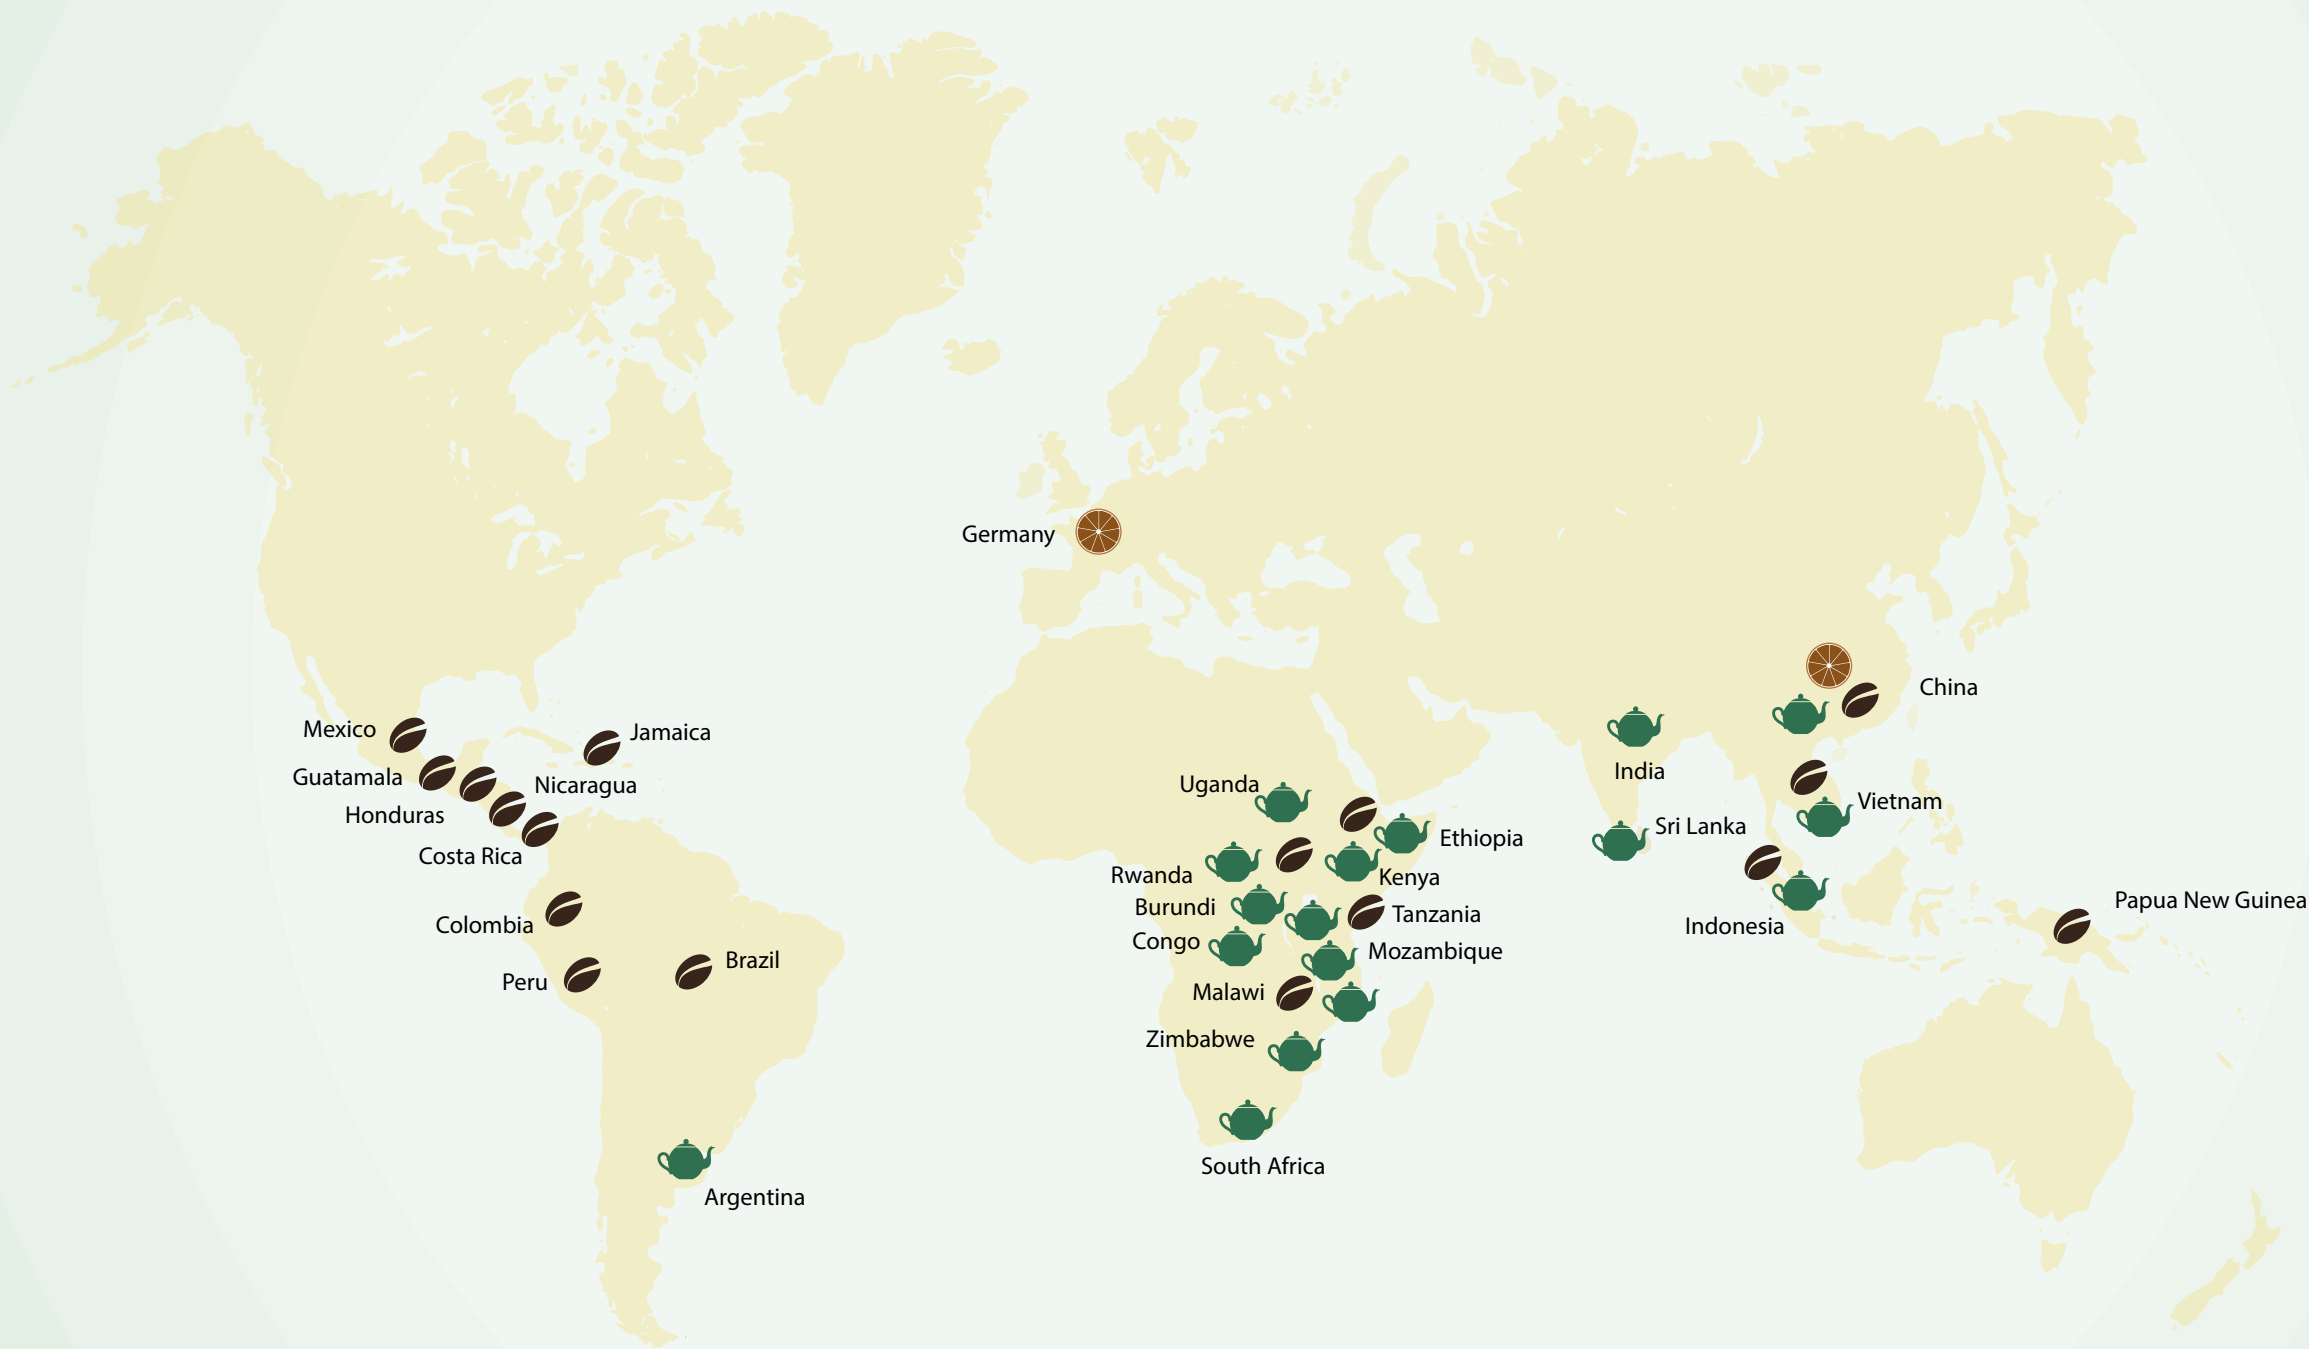 Germany
China
Mexico
Jamaica
Guatamala
Nicaragua
Honduras
Costa Rica
Colombia
Peru
Brazil
Argentina
Uganda
Ethiopia
Rwanda
Kenya
Burundi
Tanzania
Congo
Mozambique
Malawi
Zimbabwe
South Africa
India
Sri Lanka
Vietnam
Indonesia
Papua New Guinea